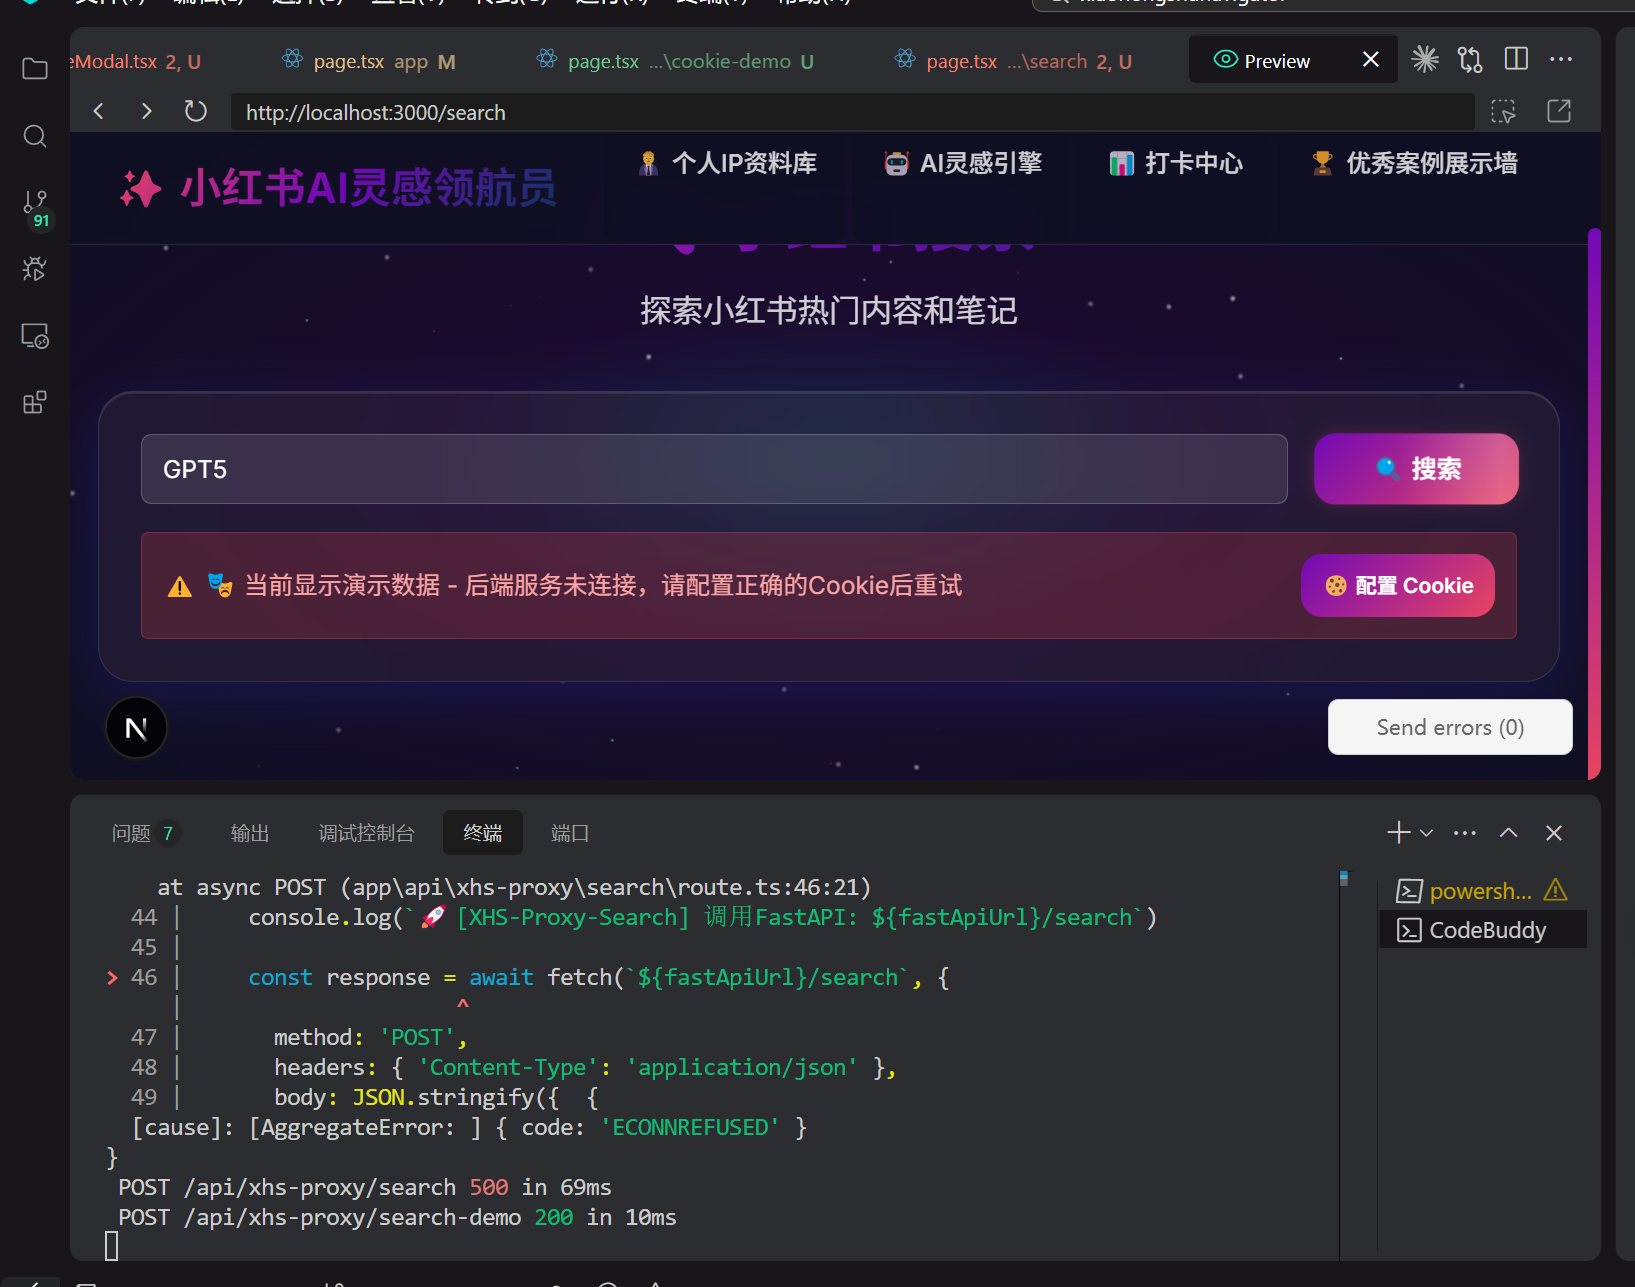 eModal.tsx 2, U
page.tsx app M
page.tsx ...\cookie-demo U
page.tsx ...\search 2, U
Preview
http://localhost:3000/search
91
小红书AI灵感领航员
个人IP资料库
AI灵感引擎
打卡中心
优秀案例展示墙
探索小红书热门内容和笔记
GPT5
搜索
当前显示演示数据 - 后端服务未连接，请配置正确的Cookie后重试
配置 Cookie
N
Send errors (0)
问题 7
输出
调试控制台
终端
端口
at async POST (app\api\xhs-proxy\search\route.ts:46:21)
44 | console.log(`🚀 [XHS-Proxy-Search] 调用FastAPI: ${fastApiUrl}/search`)
45 |
> 46 | const response = await fetch(`${fastApiUrl}/search`, {
| ^
47 | method: 'POST',
48 | headers: { 'Content-Type': 'application/json' },
49 | body: JSON.stringify({ {
[cause]: [AggregateError: ] { code: 'ECONNREFUSED' }
}
POST /api/xhs-proxy/search 500 in 69ms
POST /api/xhs-proxy/search-demo 200 in 10ms
powersh...
CodeBuddy